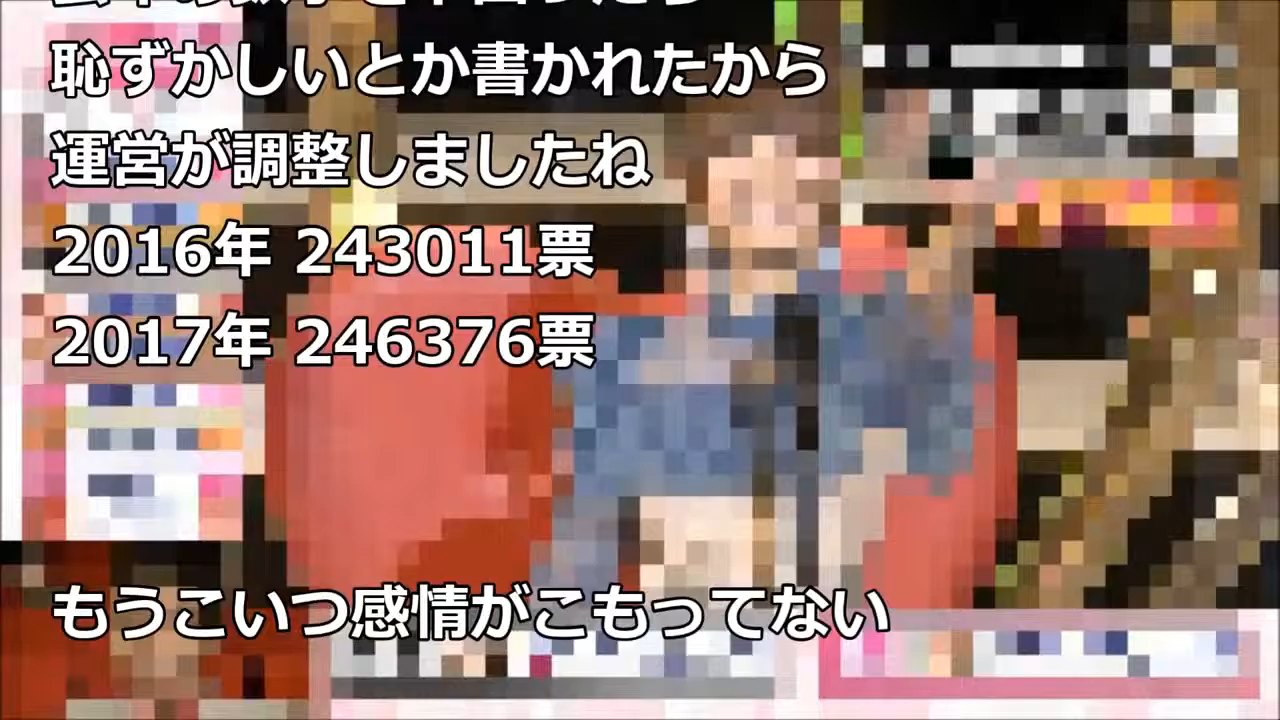 恥ずかしいとか書かれたから
運営が調整しましたね
2016年 243011票
2017年 246376票
もうこいつ感情がこもってない